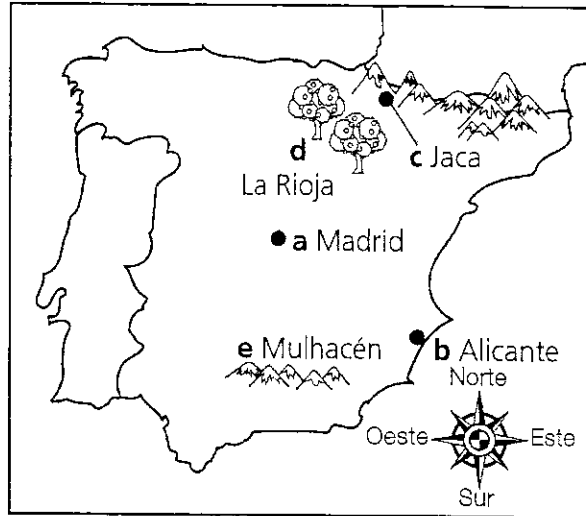 d
La Rioja
c Jaca
a Madrid
e Mulhacén
b Alicante
Norte
Oeste
Este
Sur